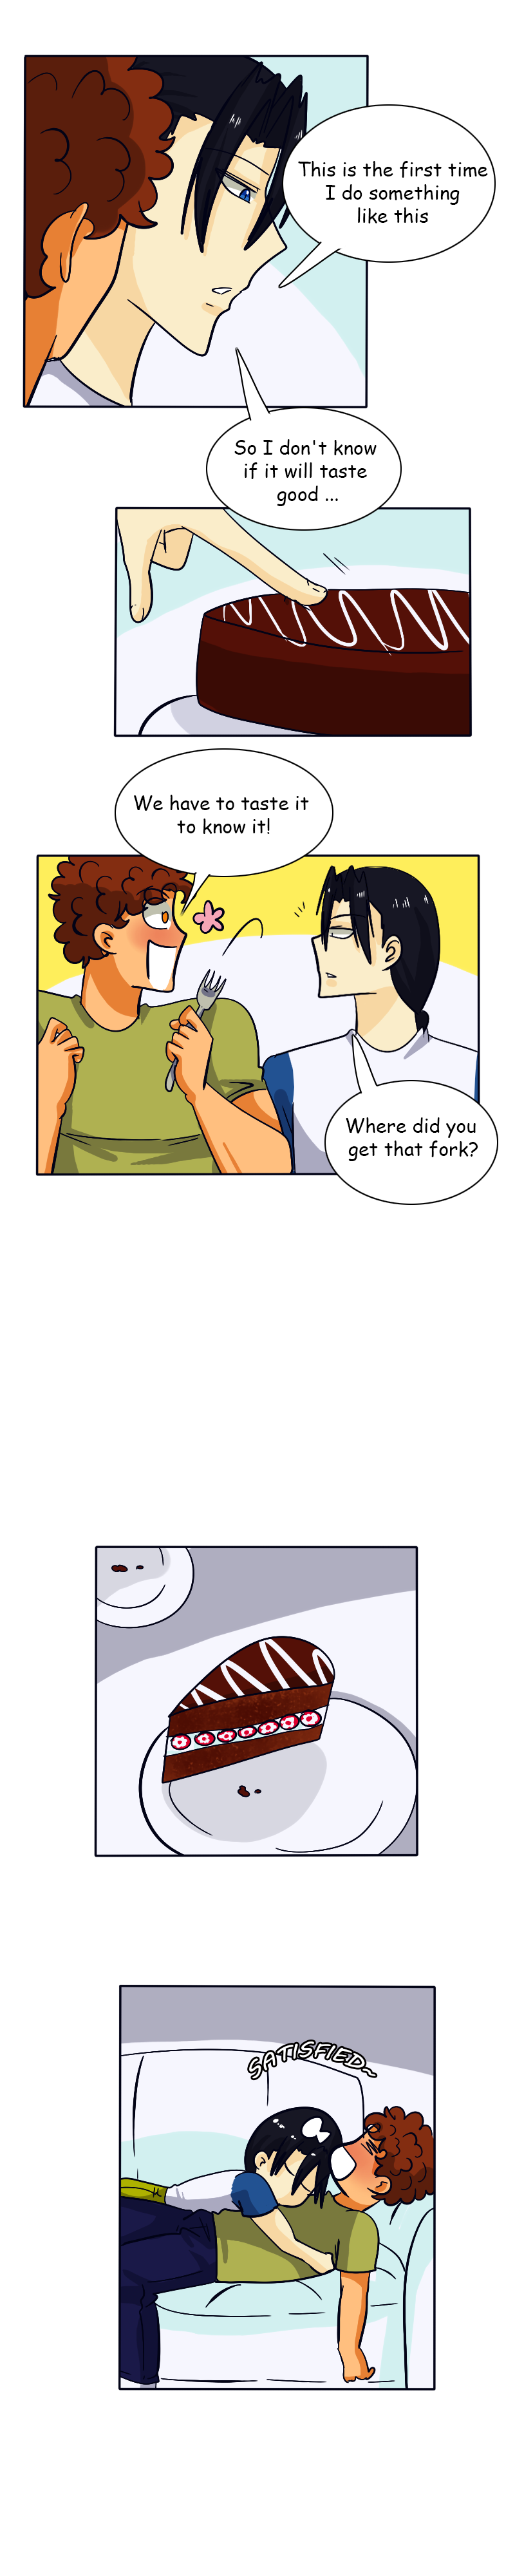 This is the first time
I do something
like this
So I don't know
if it will taste
good ...
We have to taste it
to know it!
Where did you
get that fork?
SATISFIED~